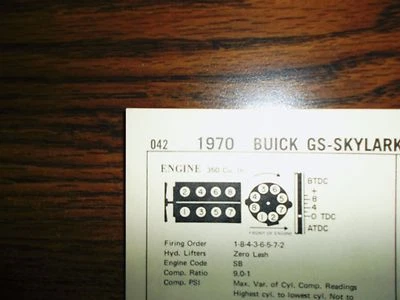 042 1970 BUICK GS-SKYLARK
ENGINE 350 Cu. In.
2 4 6 8
1 3 5 7
BTDC
+
8
4
0 TDC
ATDC
FRONT OF ENGINE
Firing Order 1-8-4-3-6-5-7-2
Hyd. Lifters Zero Lash
Engine Code SB
Comp. Ratio 9.0-1
Comp. PSI Max. Var. of Cyl. Comp. Readings
Highest cyl. to lowest cyl. Not to